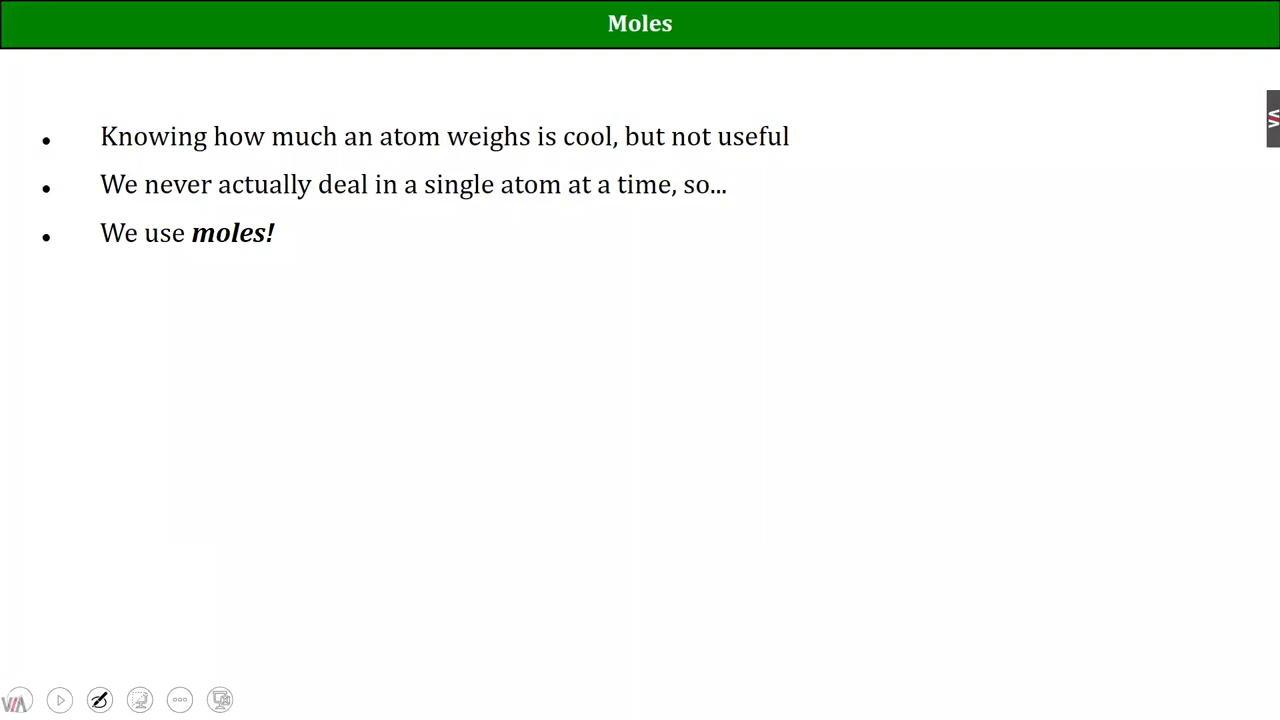 Moles
• Knowing how much an atom weighs is cool, but not useful
• We never actually deal in a single atom at a time, so...
• We use moles!
VIA